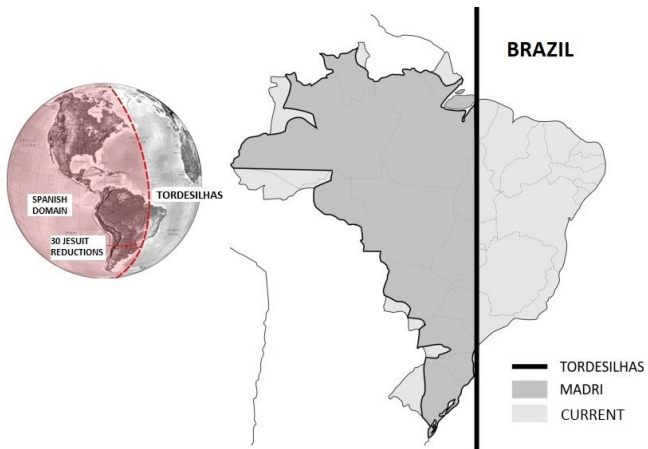 BRAZIL
TORDESILHAS
SPANISH
DOMAIN
30 JESUIT
REDUCTIONS
TORDESILHAS
MADRI
CURRENT